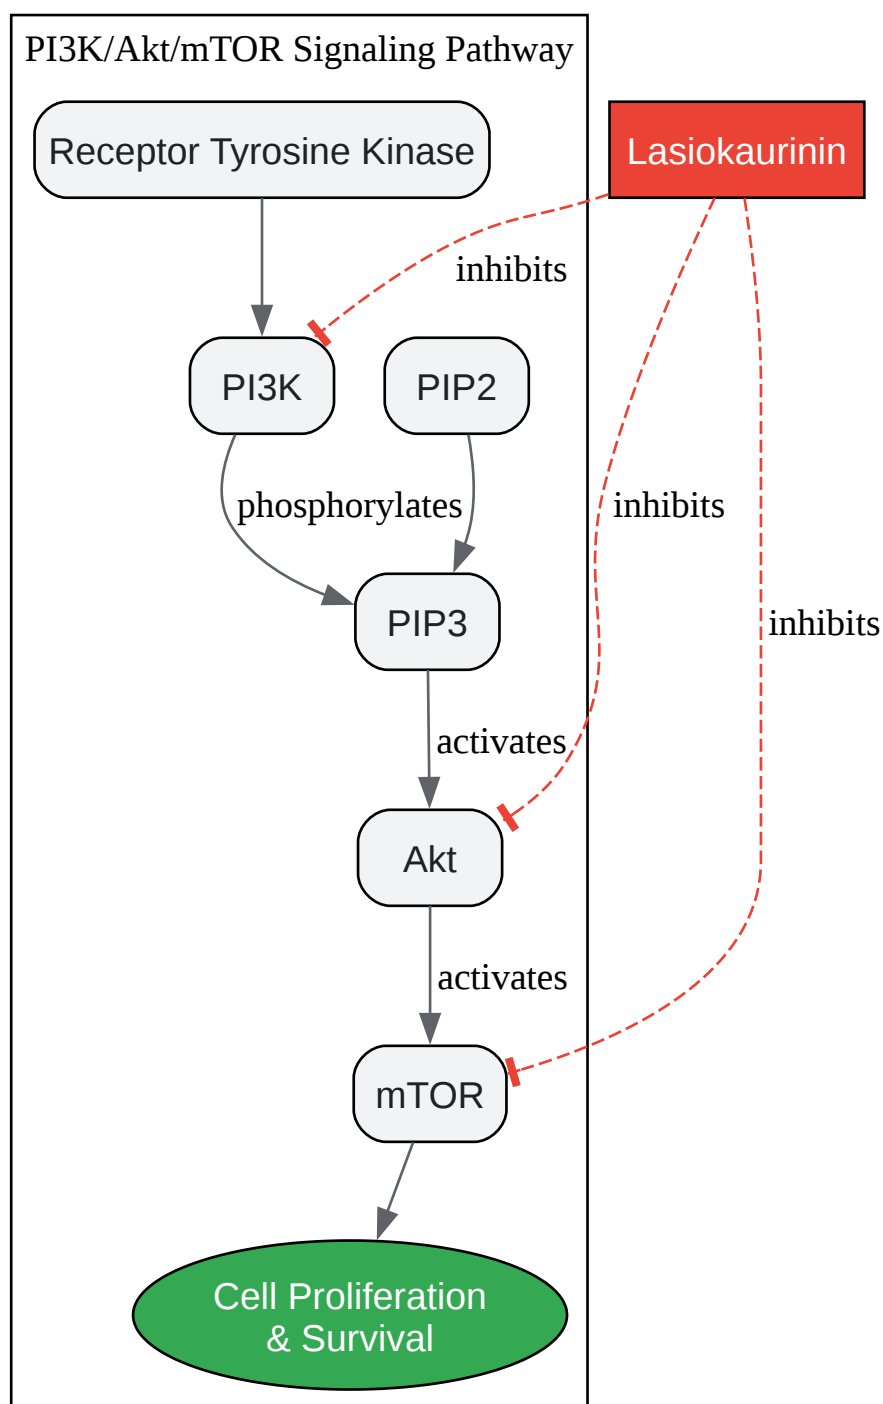 PI3K/Akt/mTOR Signaling Pathway
Receptor Tyrosine Kinase
Lasiokaurinin
inhibits
PI3K
PIP2
phosphorylates
inhibits
PIP3
inhibits
activates
Akt
activates
mTOR
Cell Proliferation
& Survival